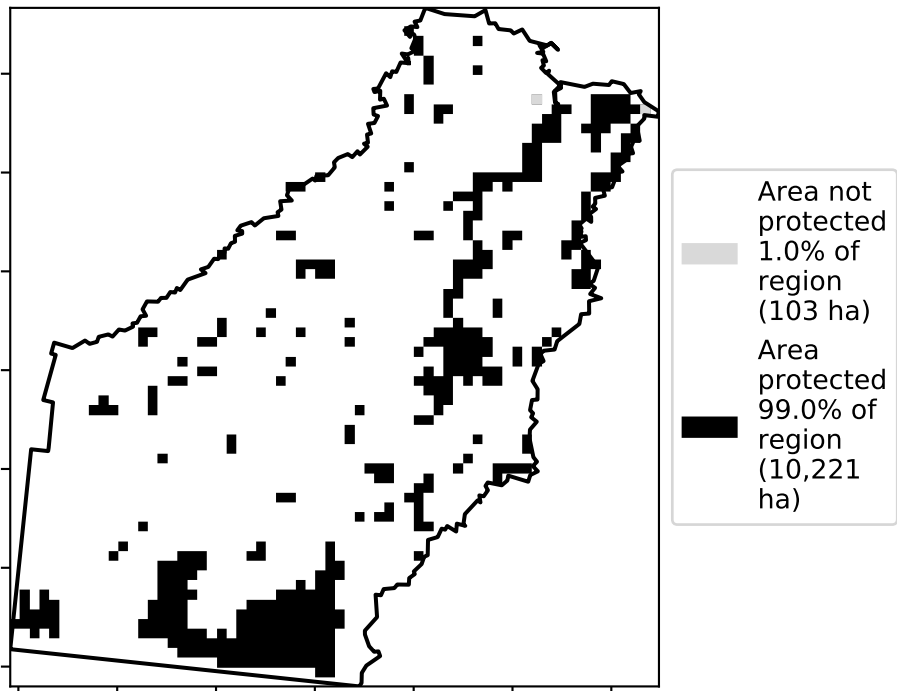 Area not
protected
1.0% of
region
(103 ha)
Area
protected
99.0% of
region
(10,221
ha)